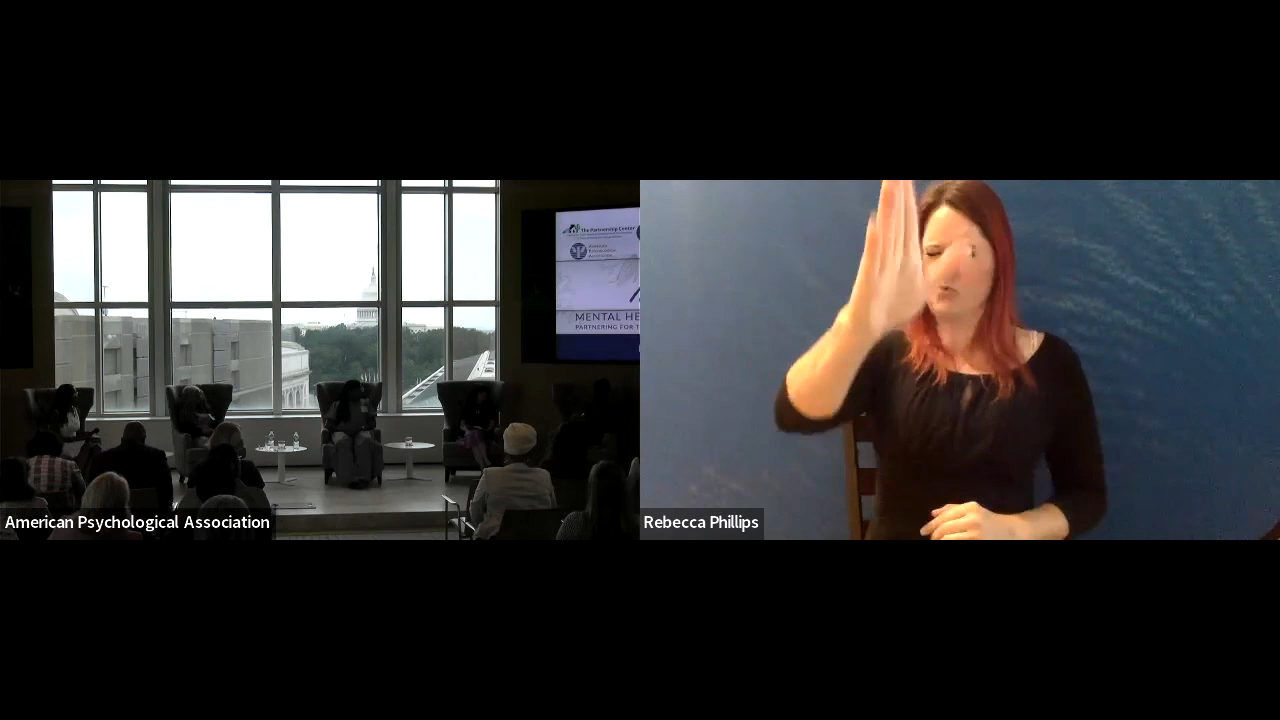 The Partnership Center
American
Psychological
Association
MENTAL HE
PARTNERING FOR T
American Psychological Association
Rebecca Phillips